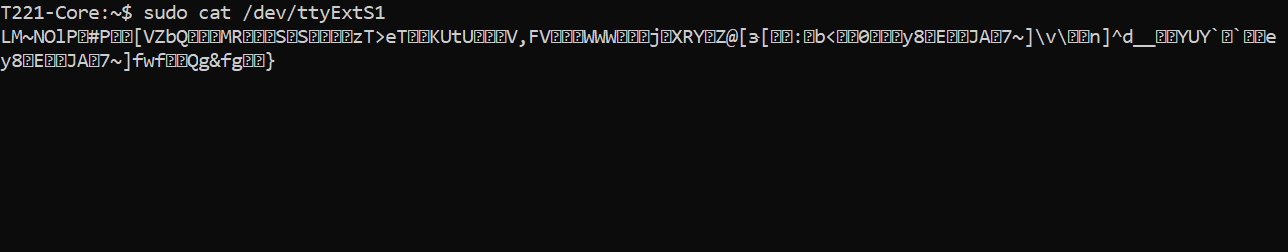 T221-Core:~$ sudo cat /dev/ttyExtS1
LM~NOlP�#P��[VZbQ���MR���S�S����zT>eT��KUtU���V,FV���WWW���j�XRY�Z@[з[��:�b<��0���y8�E��JA�7~]\v\��n]^d__��YUY`�`��e
y8�E��JA�7~]fwf��Qg&fg��}